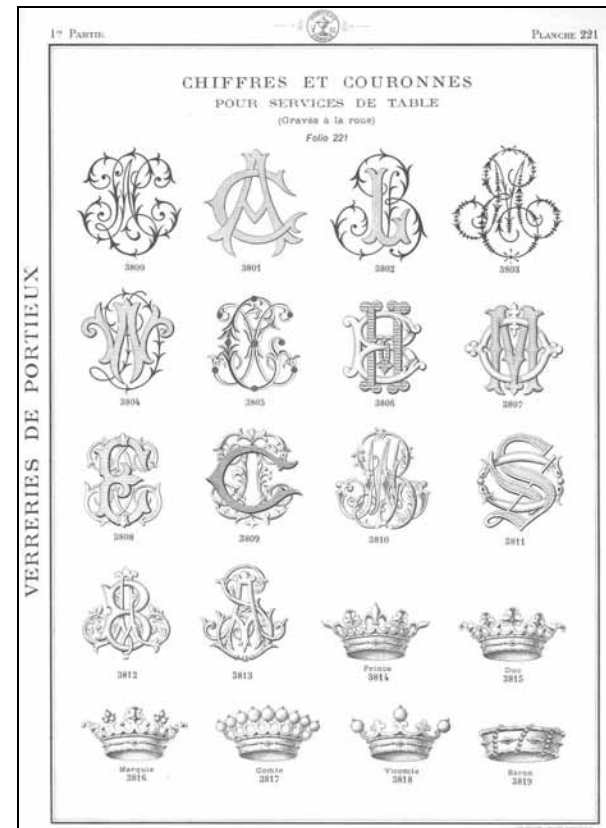 17 PARTIE.
PLANCHE 221
CHIFFRES ET COURONNES
POUR SERVICES DE TABLE
(Gravés à la roue)
Folio 221
VERRERIES DE PORTIEUX
3800 3801 3802 3803
3804 3805 3806 3807
3808 3809 3810 3811
3812 3813
Prince
3814
Duc
3815
Marquis
3816
Comte
3817
Vicomte
3818
Baron
3819